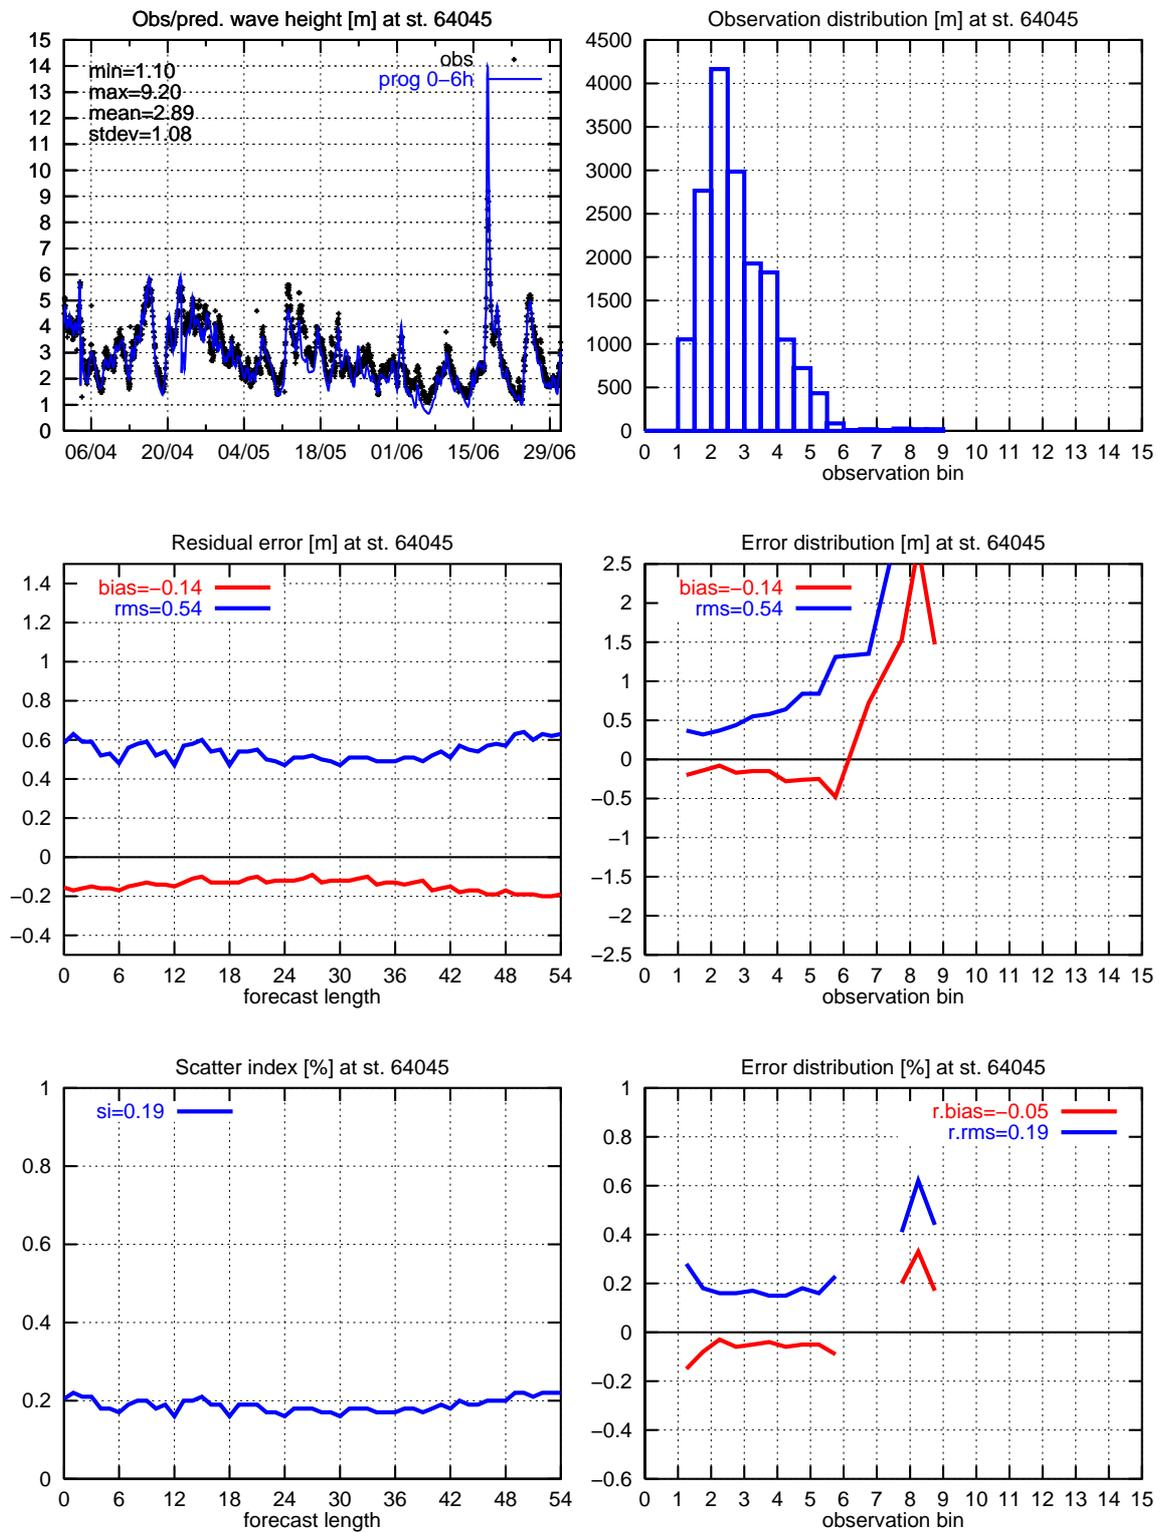 Obs/pred. wave height [m] at st. 64045
15
14
13
12
11
10
9
8
7
6
5
4
3
2
1
0
min=1.10
max=9.20
mean=2.89
stdev=1.08
obs
prog 0−6h
06/04 20/04 04/05 18/05 01/06 15/06 29/06
Observation distribution [m] at st. 64045
4500
4000
3500
3000
2500
2000
1500
1000
500
0
0 1 2 3 4 5 6 7 8 9 10 11 12 13 14 15
observation bin
Residual error [m] at st. 64045
1.4
1.2
1
0.8
0.6
0.4
0.2
0
−0.2
−0.4
bias=−0.14
rms=0.54
0 6 12 18 24 30 36 42 48 54
forecast length
Error distribution [m] at st. 64045
2.5
2
1.5
1
0.5
0
−0.5
−1
−1.5
−2
−2.5
bias=−0.14
rms=0.54
0 1 2 3 4 5 6 7 8 9 10 11 12 13 14 15
observation bin
Scatter index [%] at st. 64045
1
0.8
0.6
0.4
0.2
0
si=0.19
0 6 12 18 24 30 36 42 48 54
forecast length
Error distribution [%] at st. 64045
1
0.8
0.6
0.4
0.2
0
−0.2
−0.4
−0.6
r.bias=−0.05
r.rms=0.19
0 1 2 3 4 5 6 7 8 9 10 11 12 13 14 15
observation bin